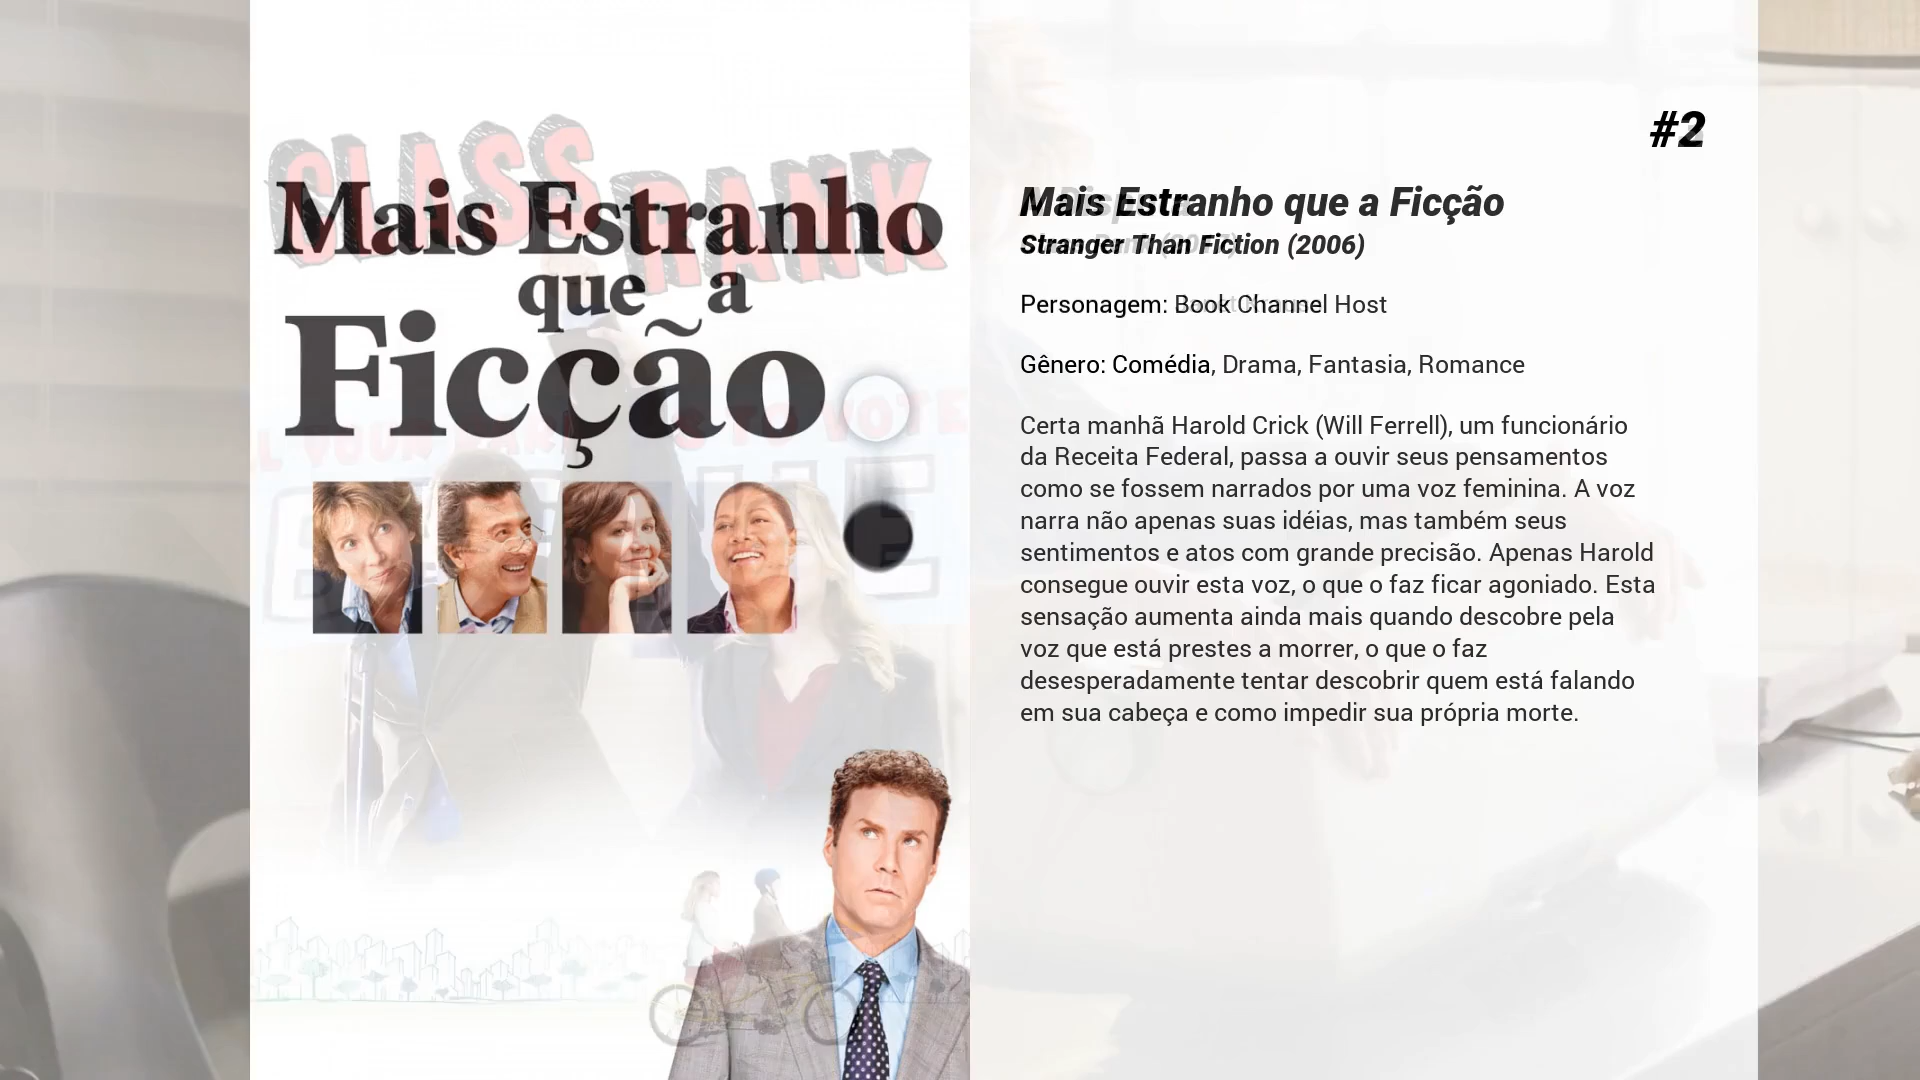 CLASS
RANK
Mais Estranho
que a
Ficção
#2
Mais Estranho que a Ficção
Stranger Than Fiction (2006)
Personagem: Book Channel Host
Gênero: Comédia, Drama, Fantasia, Romance
Certa manhã Harold Crick (Will Ferrell), um funcionário
da Receita Federal, passa a ouvir seus pensamentos
como se fossem narrados por uma voz feminina. A voz
narra não apenas suas idéias, mas também seus
sentimentos e atos com grande precisão. Apenas Harold
consegue ouvir esta voz, o que o faz ficar agoniado. Esta
sensação aumenta ainda mais quando descobre pela
voz que está prestes a morrer, o que o faz
desesperadamente tentar descobrir quem está falando
em sua cabeça e como impedir sua própria morte.